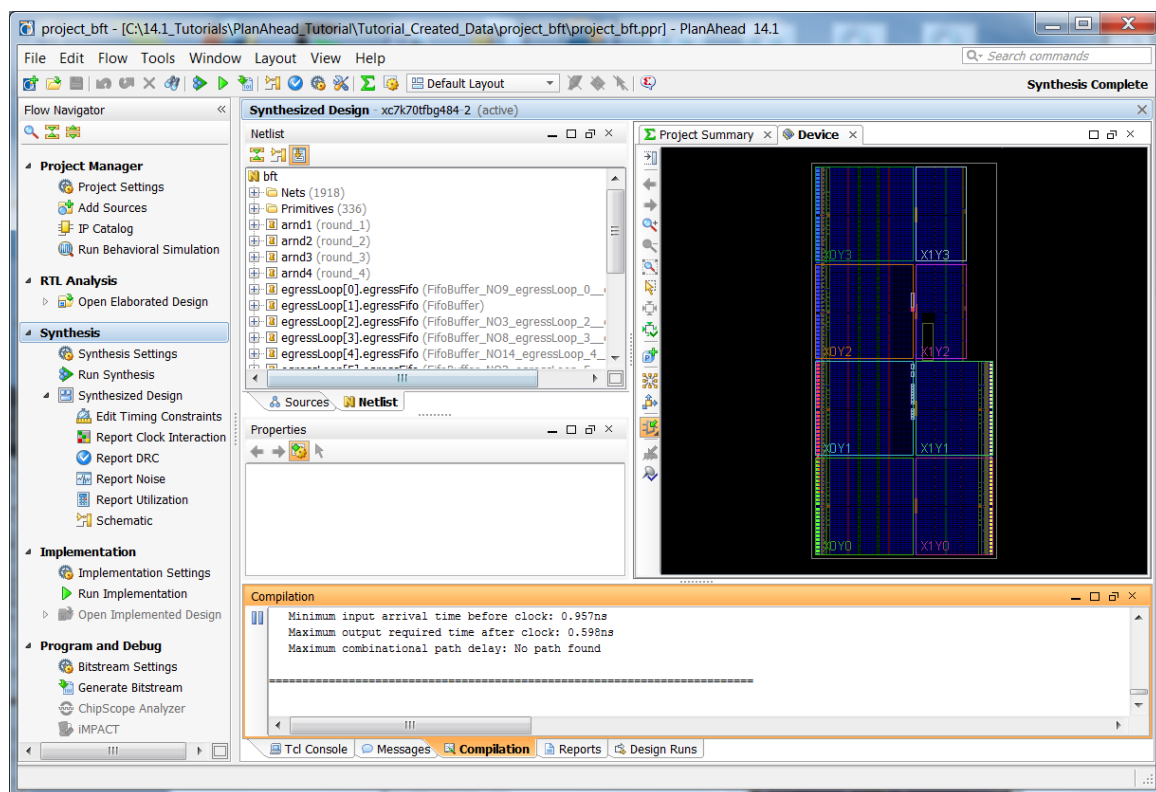 project_bft - [C:\14.1_Tutorials\PlanAhead_Tutorial\Tutorial_Created_Data\project_bft\project_bft.ppr] - PlanAhead 14.1
File Edit Flow Tools Window Layout View Help
Search commands
Default Layout
Synthesis Complete
Flow Navigator
Project Manager
Project Settings
Add Sources
IP Catalog
Run Behavioral Simulation
RTL Analysis
Open Elaborated Design
Synthesis
Synthesis Settings
Run Synthesis
Synthesized Design
Edit Timing Constraints
Report Clock Interaction
Report DRC
Report Noise
Report Utilization
Schematic
Implementation
Implementation Settings
Run Implementation
Open Implemented Design
Program and Debug
Bitstream Settings
Generate Bitstream
ChipScope Analyzer
iMPACT
Synthesized Design - xc7k70tfbg484-2 (active)
Netlist
bft
Nets (1918)
Primitives (336)
arnd1 (round_1)
arnd2 (round_2)
arnd3 (round_3)
arnd4 (round_4)
egressLoop[0].egressFifo (FifoBuffer_NO9_egressLoop_0__
egressLoop[1].egressFifo (FifoBuffer)
egressLoop[2].egressFifo (FifoBuffer_NO3_egressLoop_2__
egressLoop[3].egressFifo (FifoBuffer_NO8_egressLoop_3__
egressLoop[4].egressFifo (FifoBuffer_NO14_egressLoop_4_
Sources Netlist
Properties
Project Summary Device
X0Y3 X1Y3
X0Y2 X1Y2
X0Y1 X1Y1
X0Y0 X1Y0
Compilation
Minimum input arrival time before clock: 0.957ns
Maximum output required time after clock: 0.598ns
Maximum combinational path delay: No path found
=========================================================================
Tcl Console Messages Compilation Reports Design Runs